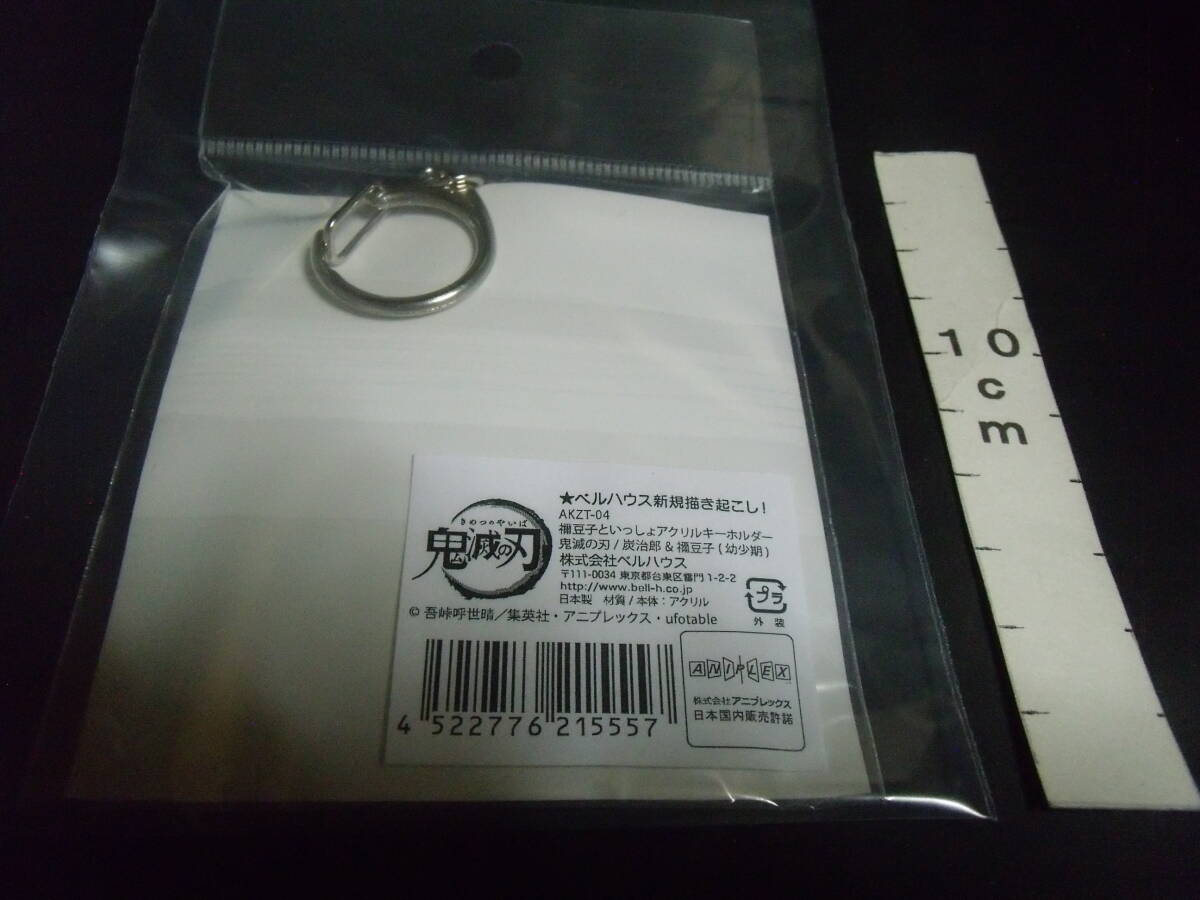 ★ベルハウス新規描き起こし!
AKZT-04
禰豆子といっしょアクリルキーホルダー
鬼滅の刃/炭治郎&禰豆子(幼少期)
株式会社ベルハウス
〒111-0034 東京都台東区雷門1-2-2
http://www.bell-h.co.jp
日本製 材質/本体:アクリル
きめつのやいば
鬼滅の刃
プラ
外装
© 吾峠呼世晴/集英社・アニプレックス・ufotable
4 522776 215557
ANIPLEX
株式会社アニプレックス
日本国内販売許諾
10
c
m